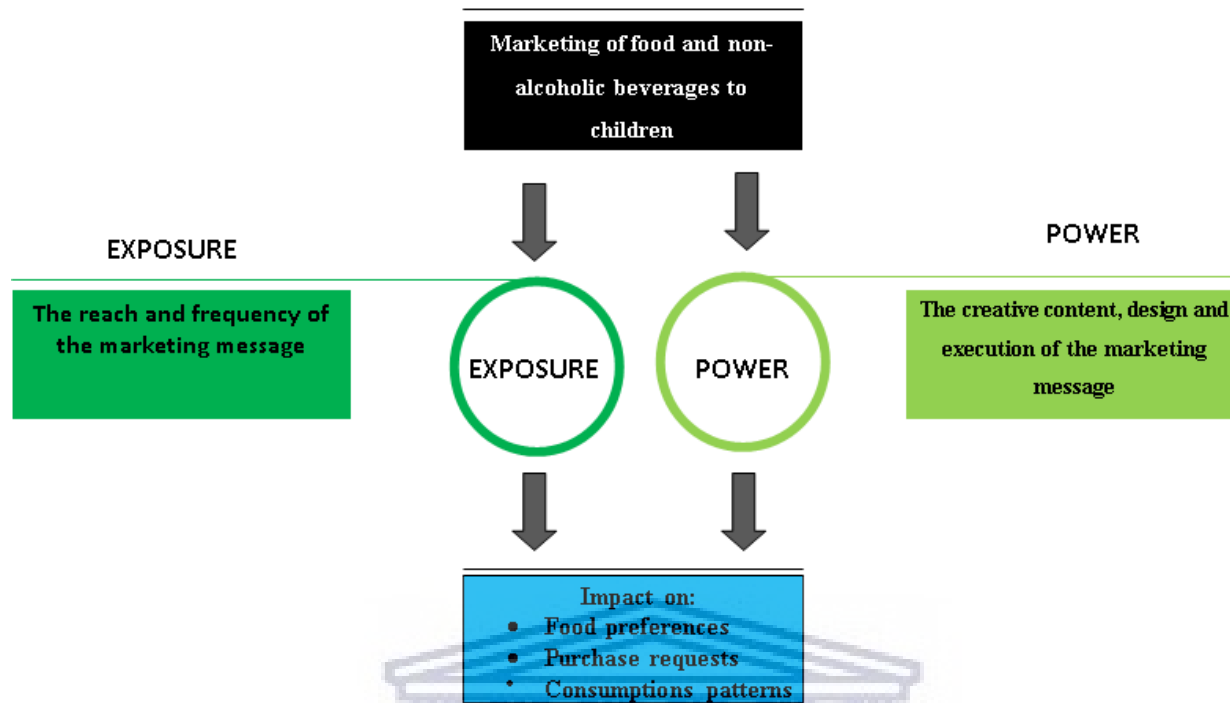 Marketing of food and non-
alcoholic beverages to
children
EXPOSURE
POWER
The reach and frequency of
the marketing message
The creative content, design and
execution of the marketing
message
EXPOSURE
POWER
Impact on:
• Food preferences
• Purchase requests
• Consumptions patterns